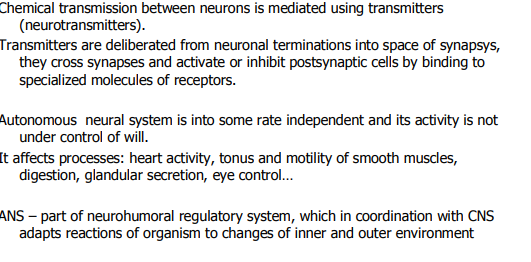 Chemical transmission between neurons is mediated using transmitters
(neurotransmitters).
Transmitters are deliberated from neuronal terminations into space of synapsys,
they cross synapses and activate or inhibit postsynaptic cells by binding to
specialized molecules of receptors.
Autonomous neural system is into some rate independent and its activity is not
under control of will.
It affects processes: heart activity, tonus and motility of smooth muscles,
digestion, glandular secretion, eye control...
ANS – part of neurohumoral regulatory system, which in coordination with CNS
adapts reactions of organism to changes of inner and outer environment